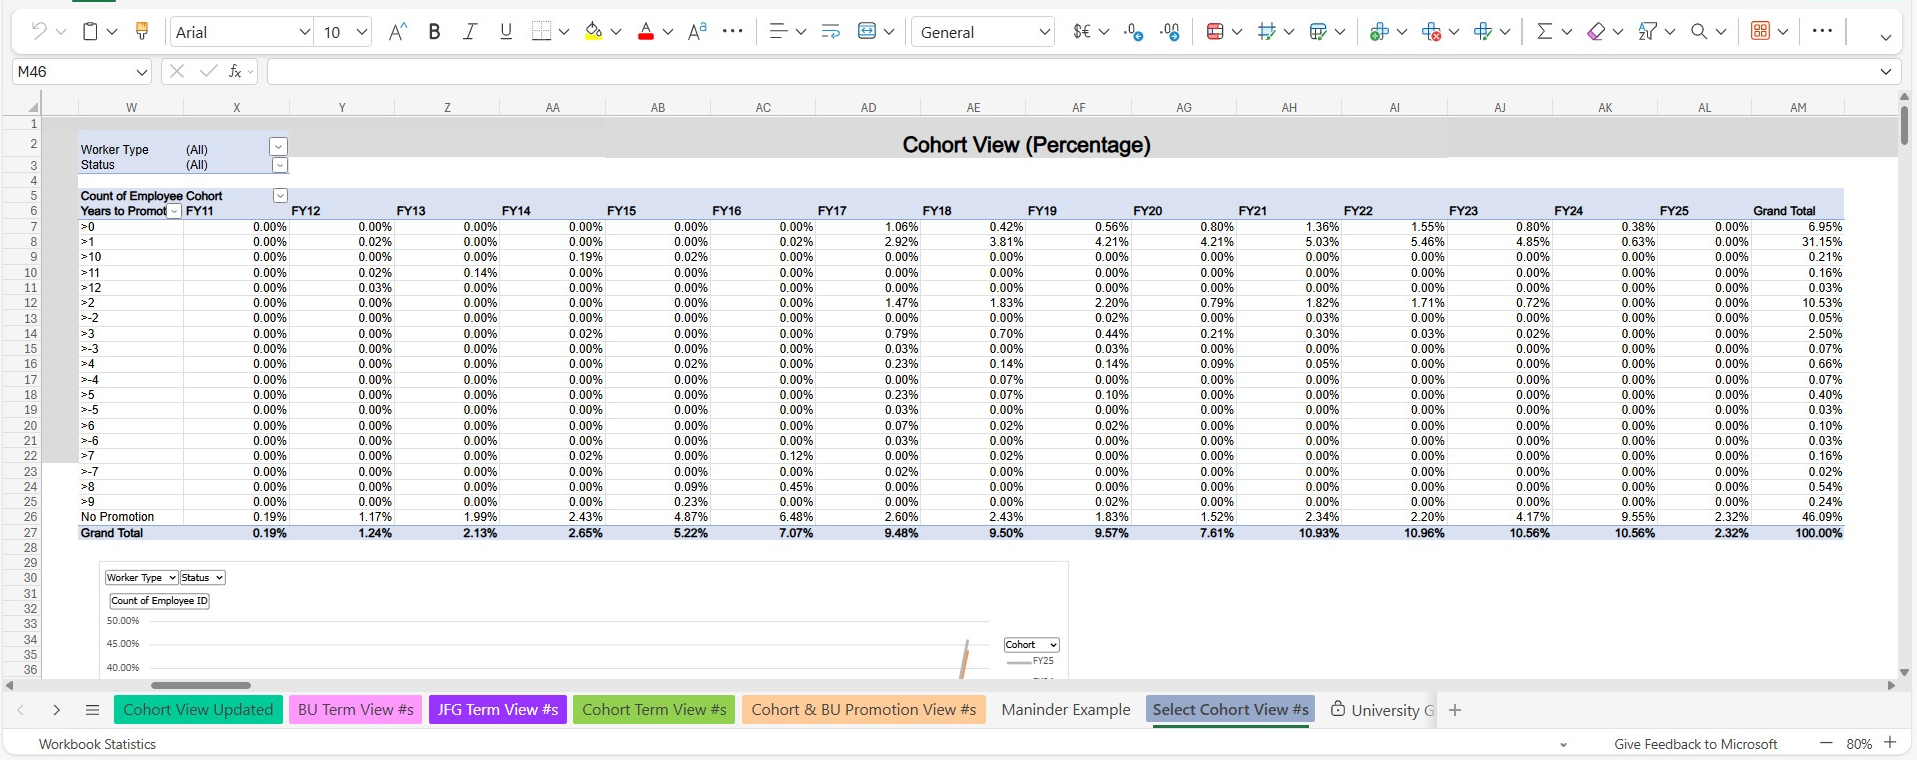 Arial 10 B I U General $€
M46 fx
W X Y Z AA AB AC AD AE AF AG AH AI AJ AK AL AM
1
2 Worker Type (All) Cohort View (Percentage)
3 Status (All)
4
5 Count of Employee Cohort
6 Years to Promot FY11 FY12 FY13 FY14 FY15 FY16 FY17 FY18 FY19 FY20 FY21 FY22 FY23 FY24 FY25 Grand Total
7 >0 0.00% 0.00% 0.00% 0.00% 0.00% 0.00% 1.06% 0.42% 0.56% 0.80% 1.36% 1.55% 0.80% 0.38% 0.00% 6.95%
8 >1 0.00% 0.02% 0.00% 0.00% 0.00% 0.02% 2.92% 3.81% 4.21% 4.21% 5.03% 5.46% 4.85% 0.63% 0.00% 31.15%
9 >10 0.00% 0.00% 0.00% 0.19% 0.02% 0.00% 0.00% 0.00% 0.00% 0.00% 0.00% 0.00% 0.00% 0.00% 0.00% 0.21%
10 >11 0.00% 0.02% 0.14% 0.00% 0.00% 0.00% 0.00% 0.00% 0.00% 0.00% 0.00% 0.00% 0.00% 0.00% 0.00% 0.16%
11 >12 0.00% 0.03% 0.00% 0.00% 0.00% 0.00% 0.00% 0.00% 0.00% 0.00% 0.00% 0.00% 0.00% 0.00% 0.00% 0.03%
12 >2 0.00% 0.00% 0.00% 0.00% 0.00% 0.00% 1.47% 1.83% 2.20% 0.79% 1.82% 1.71% 0.72% 0.00% 0.00% 10.53%
13 >-2 0.00% 0.00% 0.00% 0.00% 0.00% 0.00% 0.00% 0.00% 0.02% 0.00% 0.03% 0.00% 0.00% 0.00% 0.00% 0.05%
14 >3 0.00% 0.00% 0.00% 0.02% 0.00% 0.00% 0.79% 0.70% 0.44% 0.21% 0.30% 0.03% 0.02% 0.00% 0.00% 2.50%
15 >-3 0.00% 0.00% 0.00% 0.00% 0.00% 0.00% 0.03% 0.00% 0.03% 0.00% 0.00% 0.00% 0.00% 0.00% 0.00% 0.07%
16 >4 0.00% 0.00% 0.00% 0.00% 0.02% 0.00% 0.23% 0.14% 0.14% 0.09% 0.05% 0.00% 0.00% 0.00% 0.00% 0.66%
17 >-4 0.00% 0.00% 0.00% 0.00% 0.00% 0.00% 0.00% 0.07% 0.00% 0.00% 0.00% 0.00% 0.00% 0.00% 0.00% 0.07%
18 >5 0.00% 0.00% 0.00% 0.00% 0.00% 0.00% 0.23% 0.07% 0.10% 0.00% 0.00% 0.00% 0.00% 0.00% 0.00% 0.40%
19 >-5 0.00% 0.00% 0.00% 0.00% 0.00% 0.00% 0.03% 0.00% 0.00% 0.00% 0.00% 0.00% 0.00% 0.00% 0.00% 0.03%
20 >6 0.00% 0.00% 0.00% 0.00% 0.00% 0.00% 0.07% 0.02% 0.02% 0.00% 0.00% 0.00% 0.00% 0.00% 0.00% 0.10%
21 >-6 0.00% 0.00% 0.00% 0.00% 0.00% 0.00% 0.03% 0.00% 0.00% 0.00% 0.00% 0.00% 0.00% 0.00% 0.00% 0.03%
22 >7 0.00% 0.00% 0.00% 0.02% 0.00% 0.12% 0.00% 0.02% 0.00% 0.00% 0.00% 0.00% 0.00% 0.00% 0.00% 0.16%
23 >-7 0.00% 0.00% 0.00% 0.00% 0.00% 0.00% 0.02% 0.00% 0.00% 0.00% 0.00% 0.00% 0.00% 0.00% 0.00% 0.02%
24 >8 0.00% 0.00% 0.00% 0.00% 0.09% 0.45% 0.00% 0.00% 0.00% 0.00% 0.00% 0.00% 0.00% 0.00% 0.00% 0.54%
25 >9 0.00% 0.00% 0.00% 0.00% 0.23% 0.00% 0.00% 0.00% 0.02% 0.00% 0.00% 0.00% 0.00% 0.00% 0.00% 0.24%
26 No Promotion 0.19% 1.17% 1.99% 2.43% 4.87% 6.48% 2.60% 2.43% 1.83% 1.52% 2.34% 2.20% 4.17% 9.55% 2.32% 46.09%
27 Grand Total 0.19% 1.24% 2.13% 2.65% 5.22% 7.07% 9.48% 9.50% 9.57% 7.61% 10.93% 10.96% 10.56% 10.56% 2.32% 100.00%
28
29
30 Worker Type Status
31 Count of Employee ID
32
33 50.00%
34 45.00% Cohort
35 FY25
36 40.00%
Cohort View Updated BU Term View #s JFG Term View #s Cohort Term View #s Cohort & BU Promotion View #s Maninder Example Select Cohort View #s University G
Workbook Statistics Give Feedback to Microsoft 80%